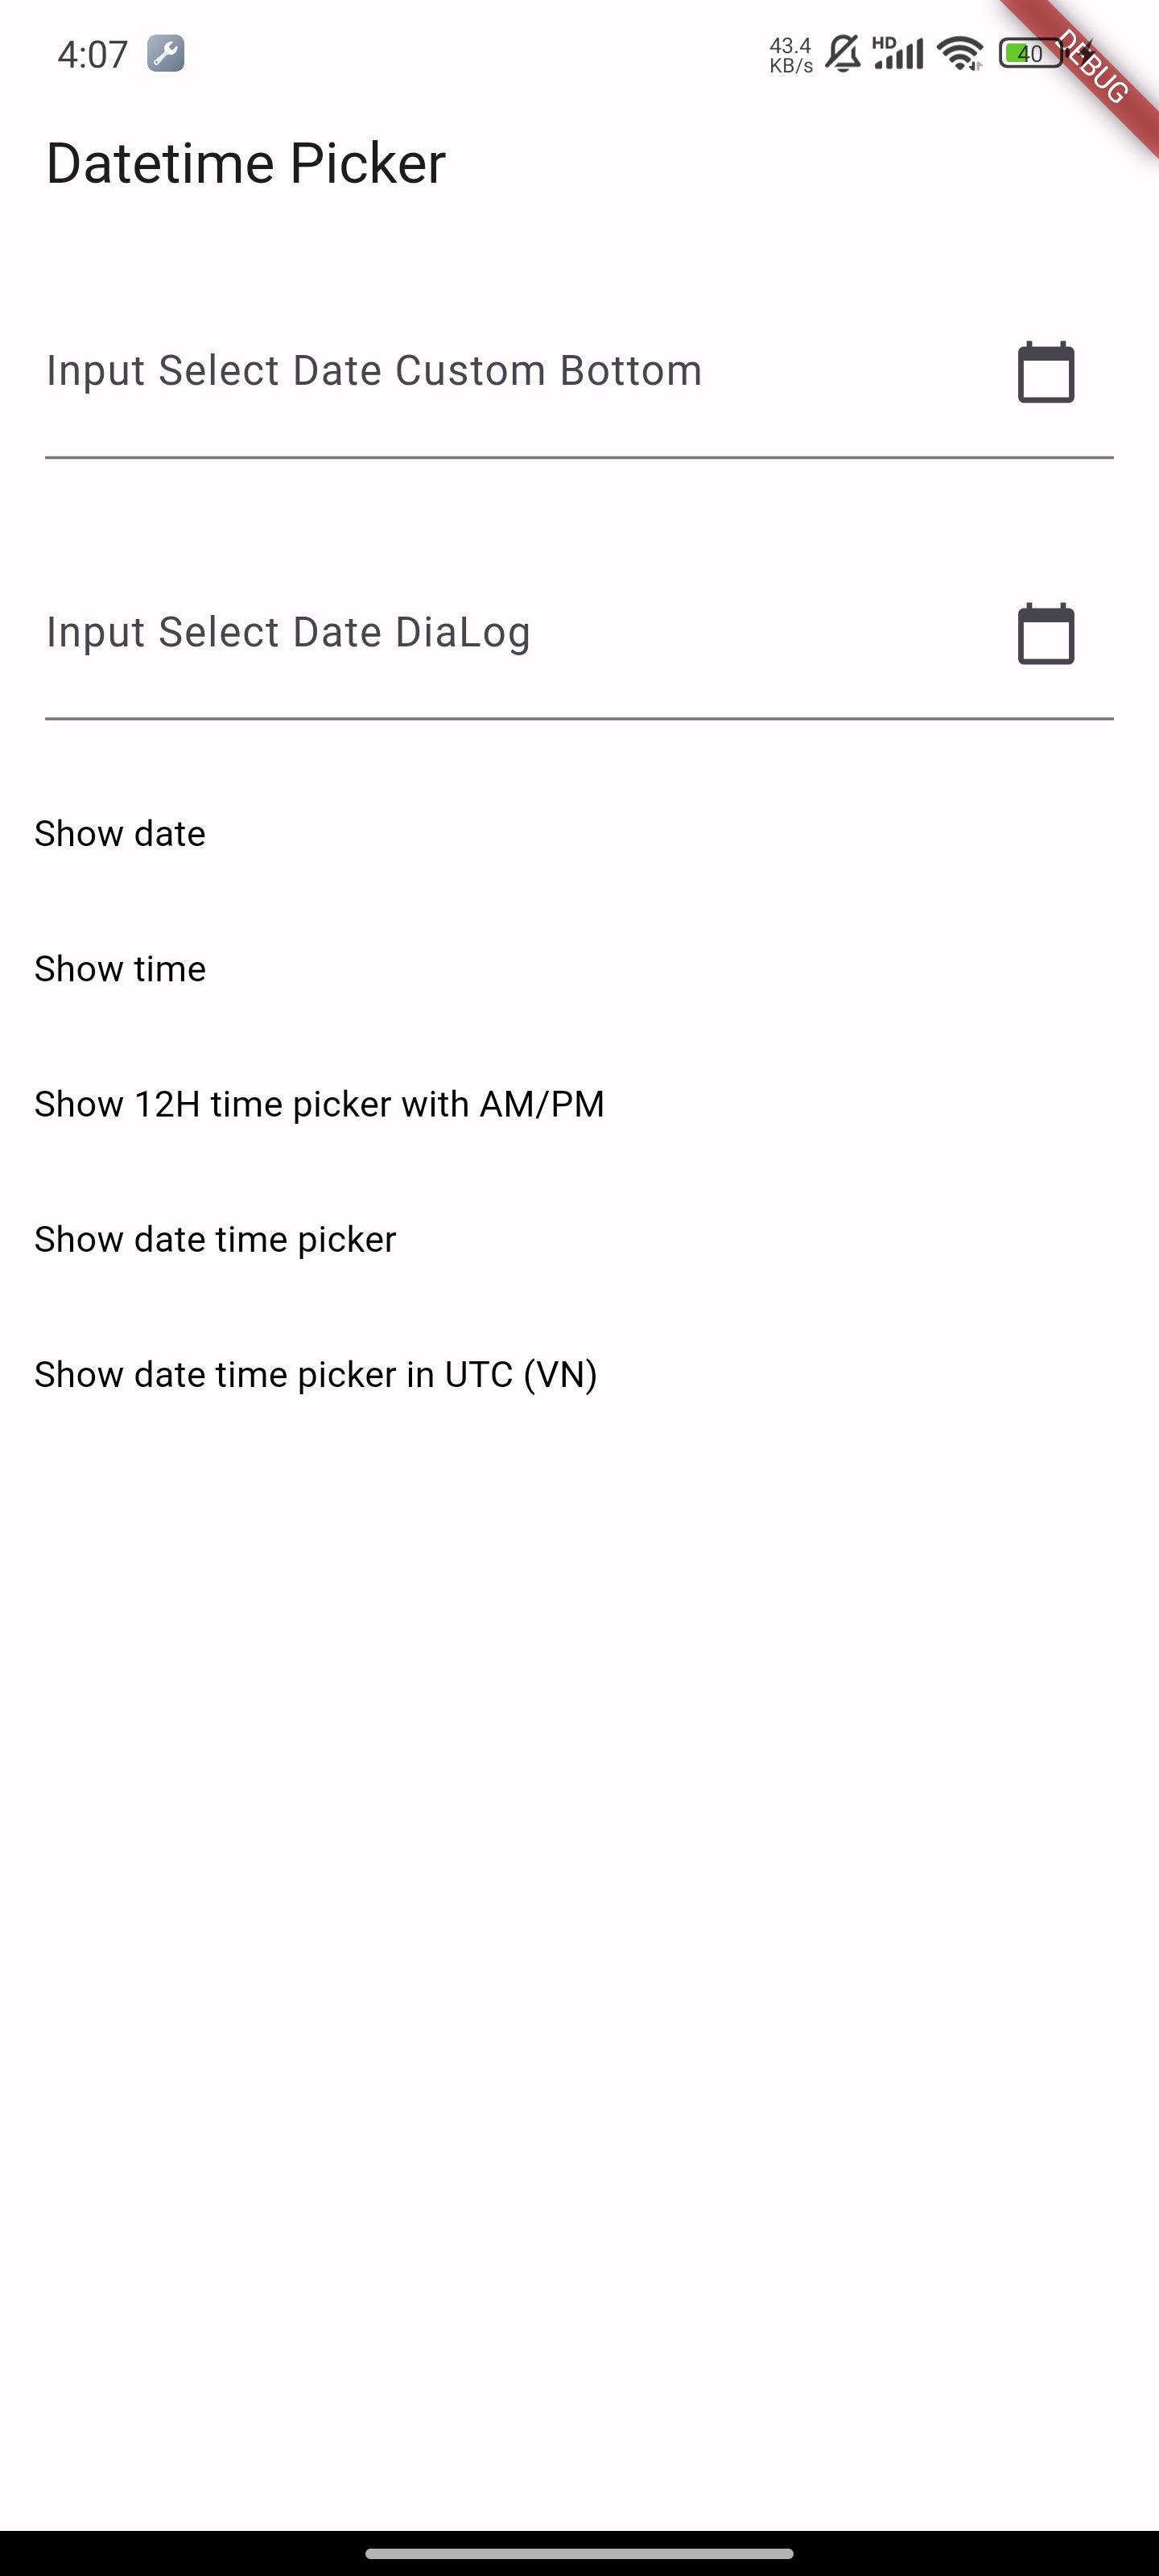 4:07
43.4
KB/s
HD
40
DEBUG
Datetime Picker
Input Select Date Custom Bottom
Input Select Date DiaLog
Show date
Show time
Show 12H time picker with AM/PM
Show date time picker
Show date time picker in UTC (VN)